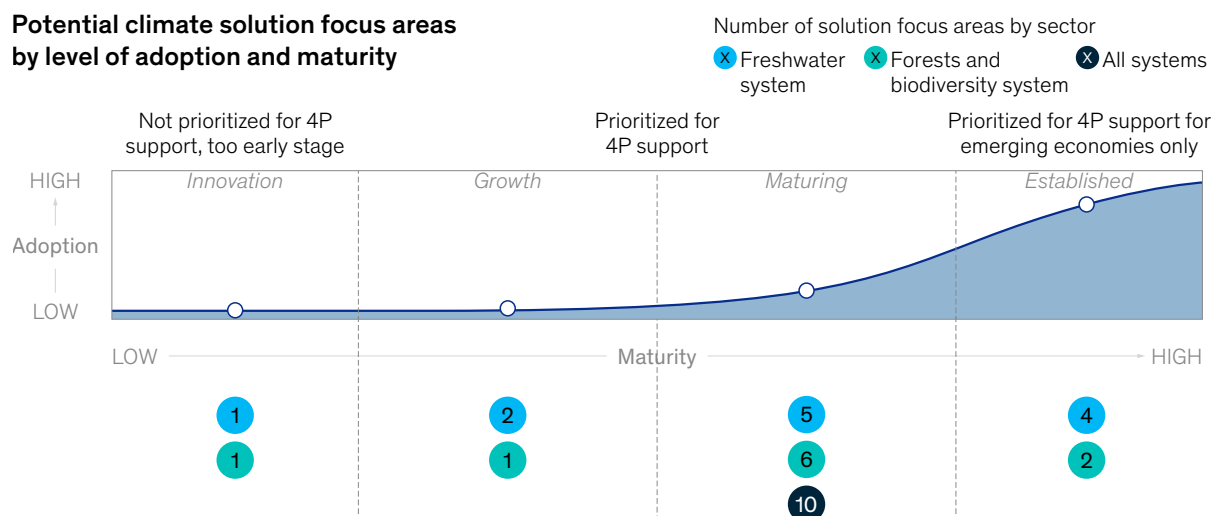 Potential climate solution focus areas
by level of adoption and maturity
Number of solution focus areas by sector
X Freshwater
system
X Forests and
biodiversity system
X All systems
Not prioritized for 4P
support, too early stage
Prioritized for
4P support
Prioritized for 4P support for
emerging economies only
HIGH
Adoption
LOW
Innovation
Growth
Maturing
Established
LOW
Maturity
HIGH
1
2
5
4
1
1
6
2
10